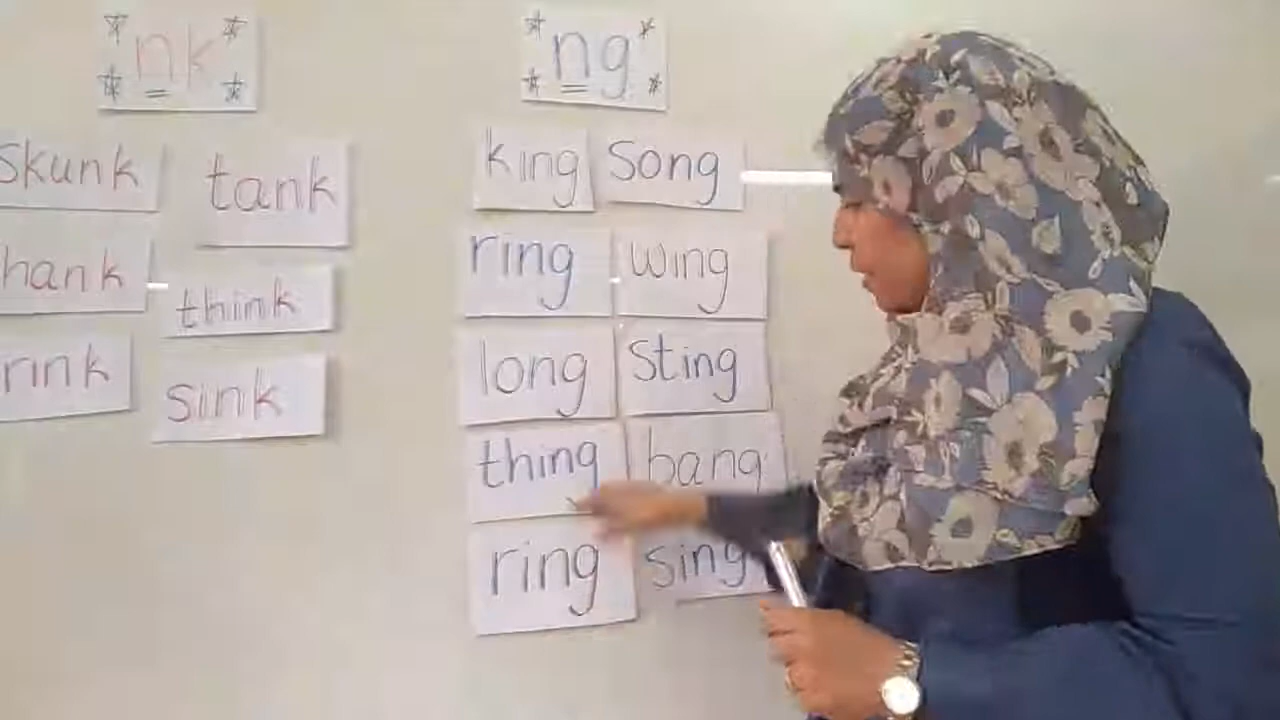 nk
ng
skunk tank
hank think
rink sink
king song
ring wing
long sting
thing bang
ring sing